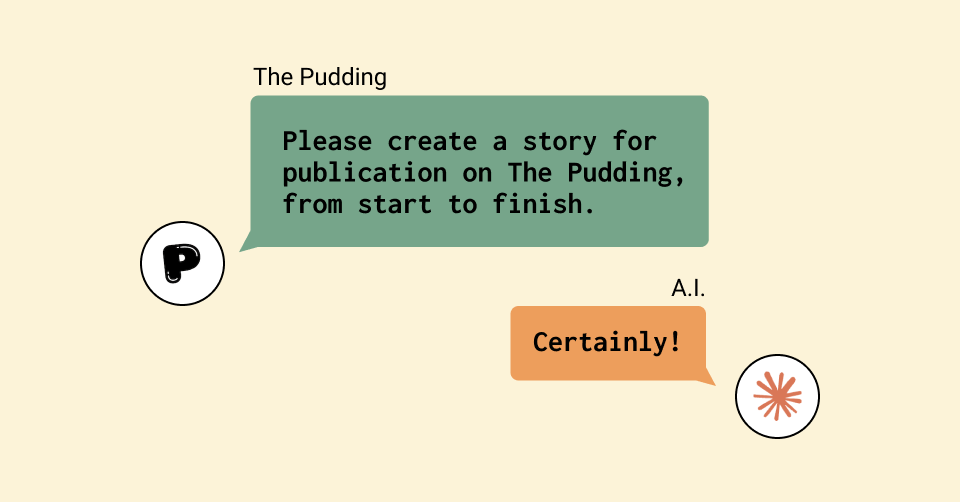 The Pudding
Please create a story for
publication on The Pudding,
from start to finish.
P
A.I.
Certainly!